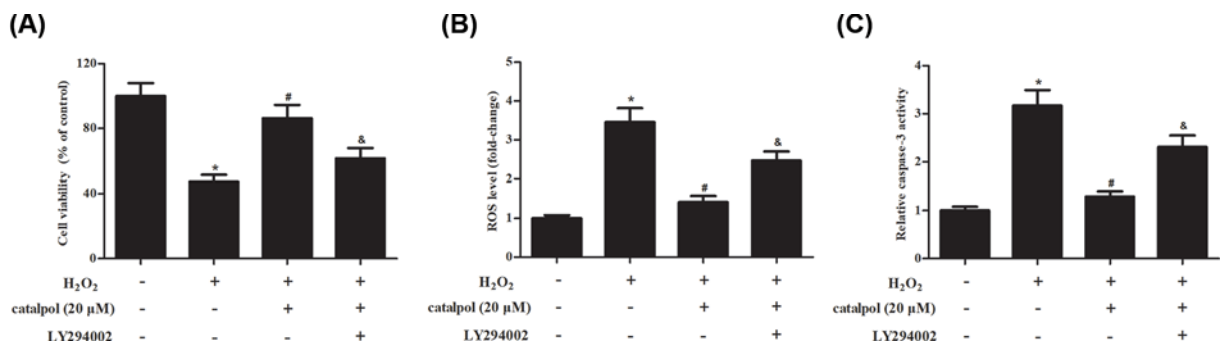 (A)
Cell viability (% of control)
120
80
40
0
*
#
&
H₂O₂ - + + +
catalpol (20 µM) - - + +
LY294002 - - - +
(B)
ROS level (fold-change)
5
4
3
2
1
0
*
#
&
H₂O₂ - + + +
catalpol (20 µM) - - + +
LY294002 - - - +
(C)
Relative caspase-3 activity
4
3
2
1
0
*
#
&
H₂O₂ - + + +
catalpol (20 µM) - - + +
LY294002 - - - +